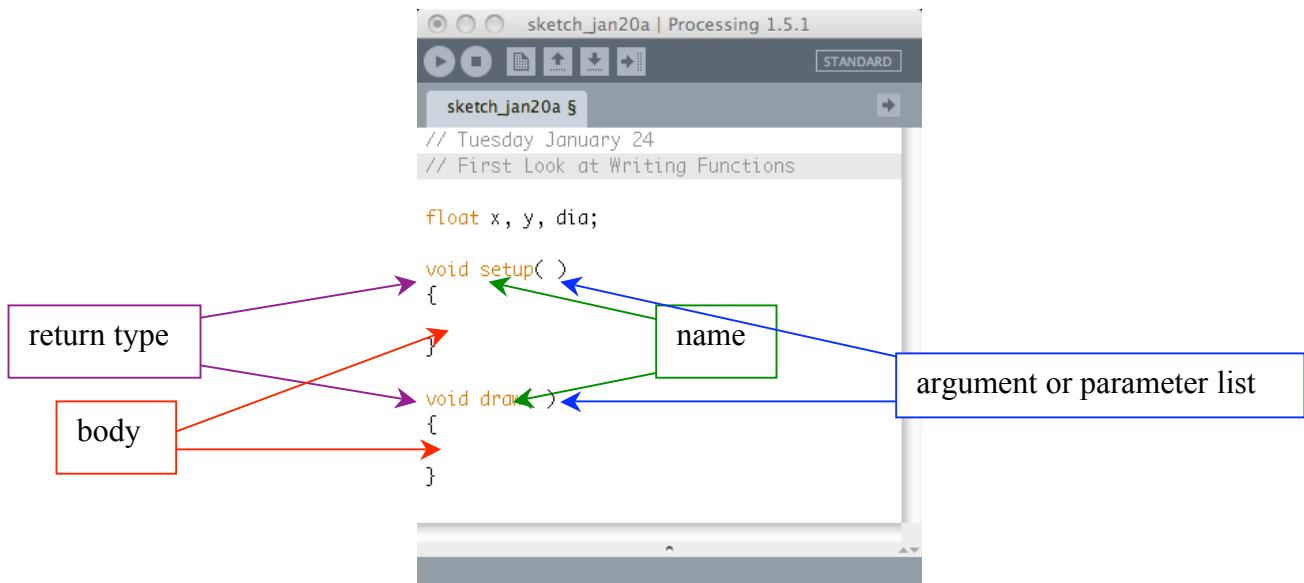 sketch_jan20a | Processing 1.5.1
STANDARD
sketch_jan20a §
// Tuesday January 24
// First Look at Writing Functions
float x, y, dia;
void setup( )
{
}
void draw( )
{
}
return type
body
name
argument or parameter list